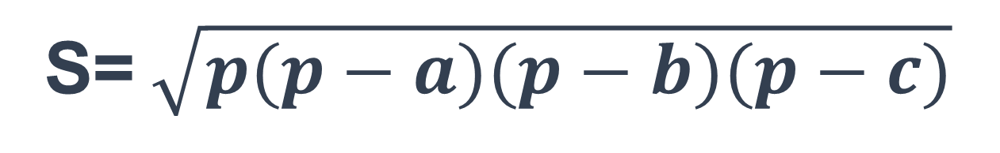 S= √p(p − a)(p − b)(p − c)